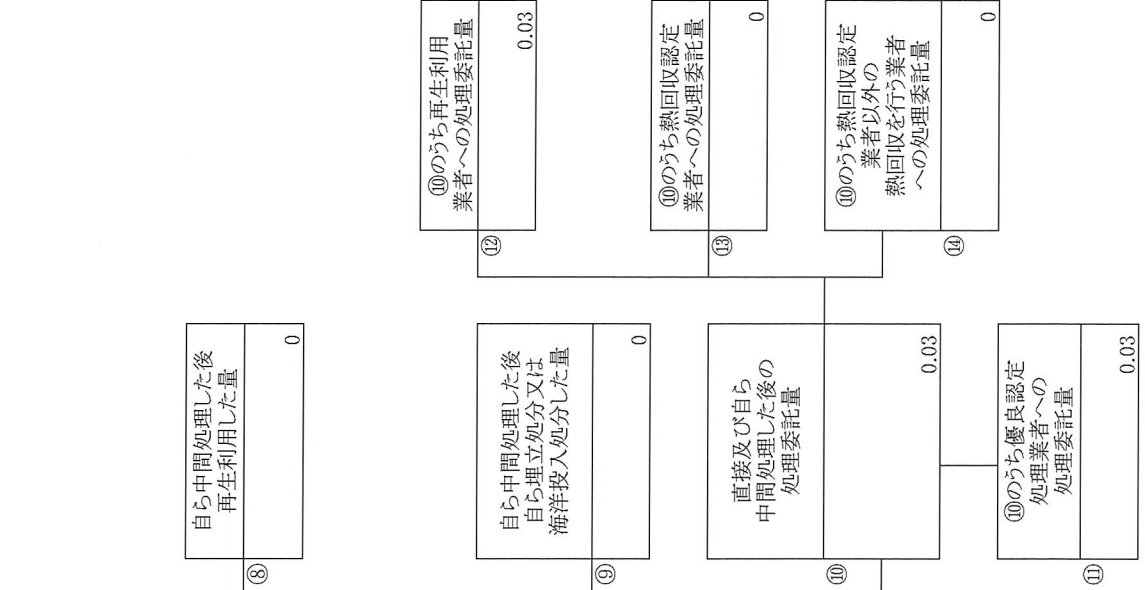 ⑧
自ら中間処理した後
再生利用した量
0
⑨
自ら中間処理した後
自ら埋立処分又は
海洋投入処分した量
0
⑩
直接及び自ら
中間処理した後の
処理委託量
0.03
⑪
⑩のうち優良認定
処理業者への
処理委託量
0.03
⑫
⑩のうち再生利用
業者への処理委託量
0.03
⑬
⑩のうち熱回収認定
業者への処理委託量
0
⑭
⑩のうち熱回収認定
業者以外の
熱回収を行う業者
への処理委託量
0